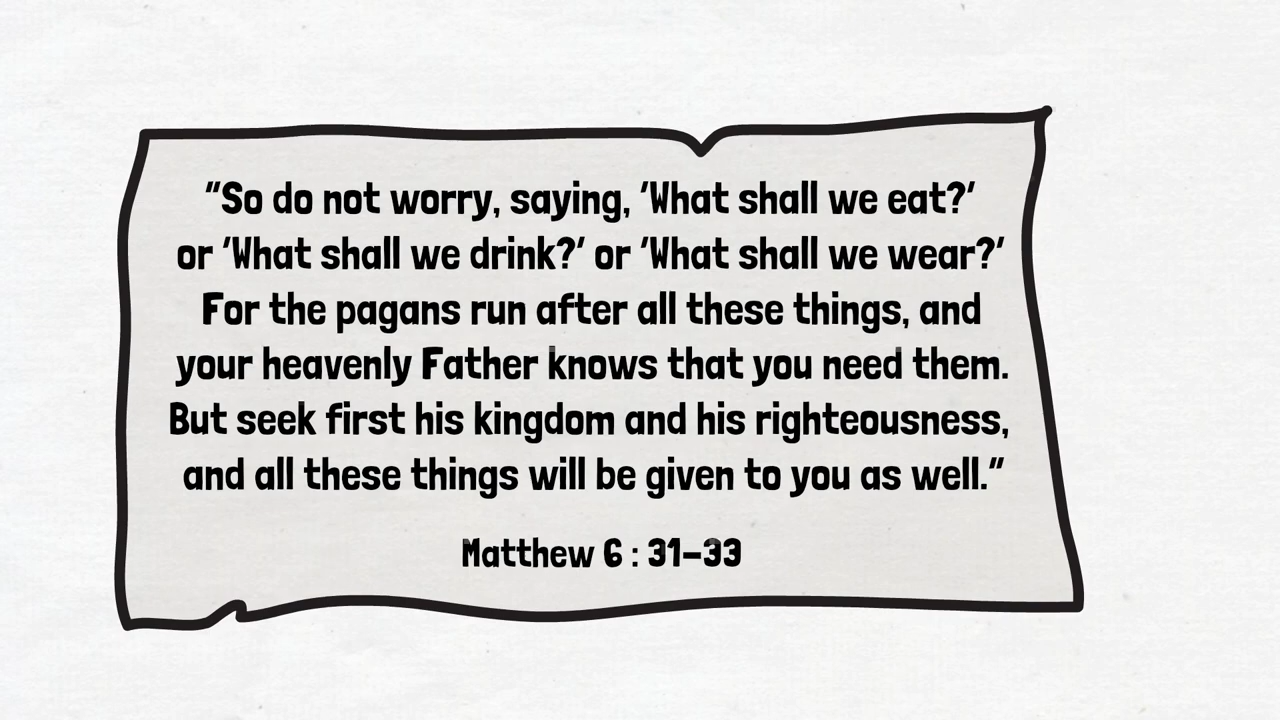 "So do not worry, saying, 'What shall we eat?'
or 'What shall we drink?' or 'What shall we wear?'
For the pagans run after all these things, and
your heavenly Father knows that you need them.
But seek first his kingdom and his righteousness,
and all these things will be given to you as well."
Matthew 6 : 31–33